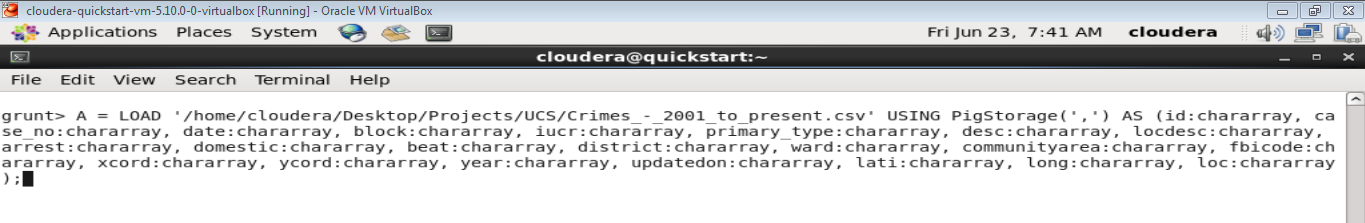 cloudera-quickstart-vm-5.10.0-0-virtualbox [Running] - Oracle VM VirtualBox
Applications Places System Fri Jun 23, 7:41 AM cloudera
cloudera@quickstart:~
File Edit View Search Terminal Help
grunt> A = LOAD '/home/cloudera/Desktop/Projects/UCS/Crimes_-_2001_to_present.csv' USING PigStorage(',') AS (id:chararray, ca
se_no:chararray, date:chararray, block:chararray, iucr:chararray, primary_type:chararray, desc:chararray, locdesc:chararray,
arrest:chararray, domestic:chararray, beat:chararray, district:chararray, ward:chararray, communityarea:chararray, fbicode:ch
ararray, xcord:chararray, ycord:chararray, year:chararray, updatedon:chararray, lati:chararray, long:chararray, loc:chararray
);